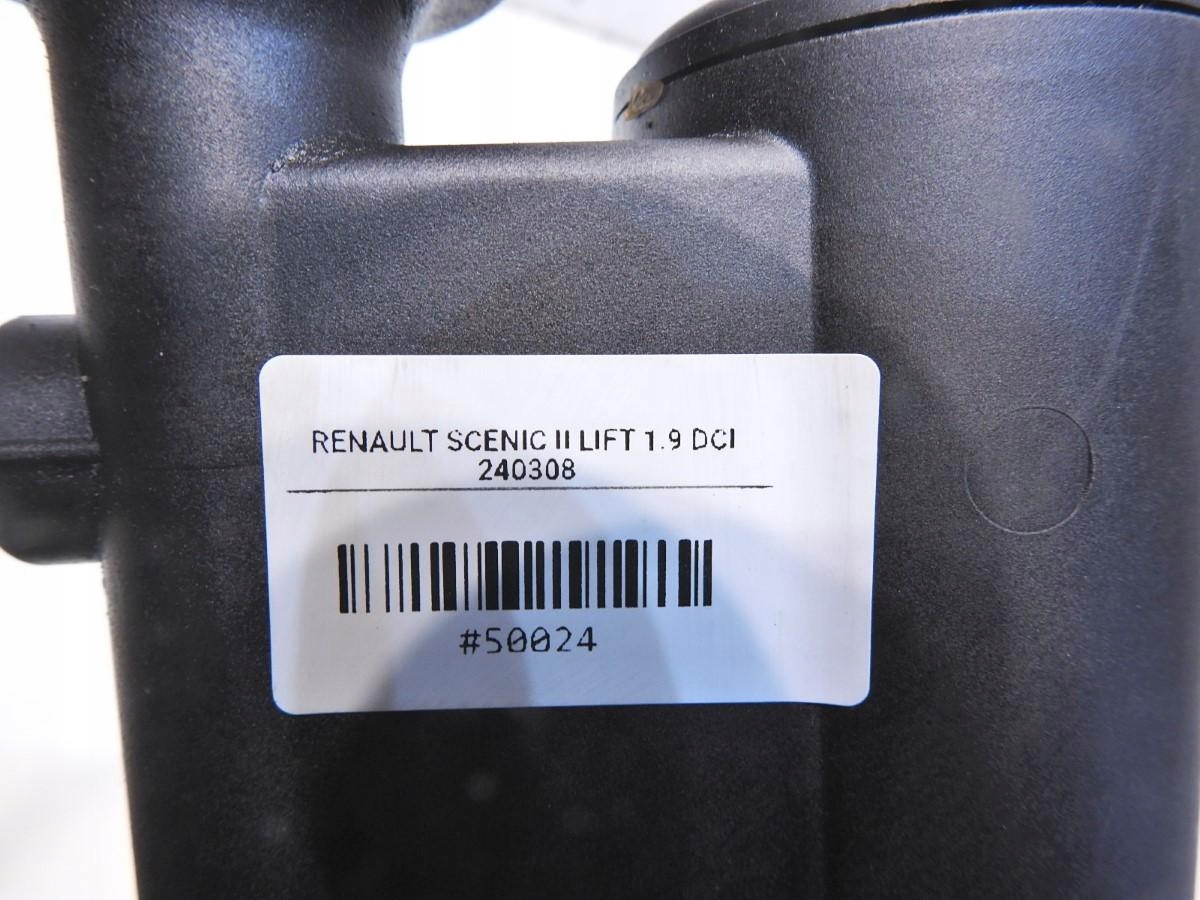 RENAULT SCENIC II LIFT 1.9 DCI
240308
#50024